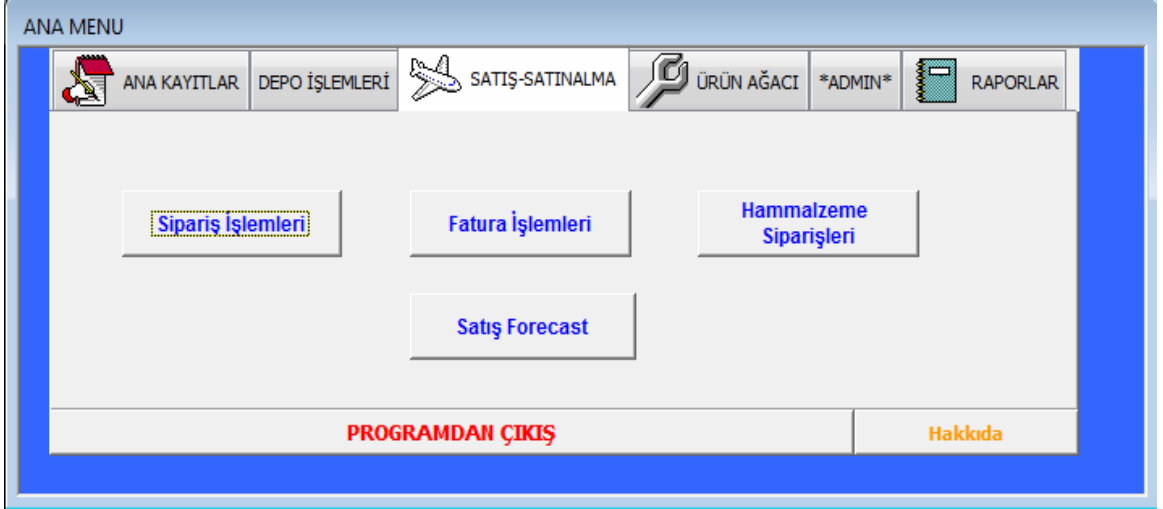 ANA MENU
ANA KAYITLAR DEPO İŞLEMLERİ SATIŞ-SATINALMA ÜRÜN AĞACI *ADMIN* RAPORLAR
Sipariş İşlemleri Fatura İşlemleri Hammalzeme
Siparişleri
Satış Forecast
PROGRAMDAN ÇIKIŞ Hakkıda